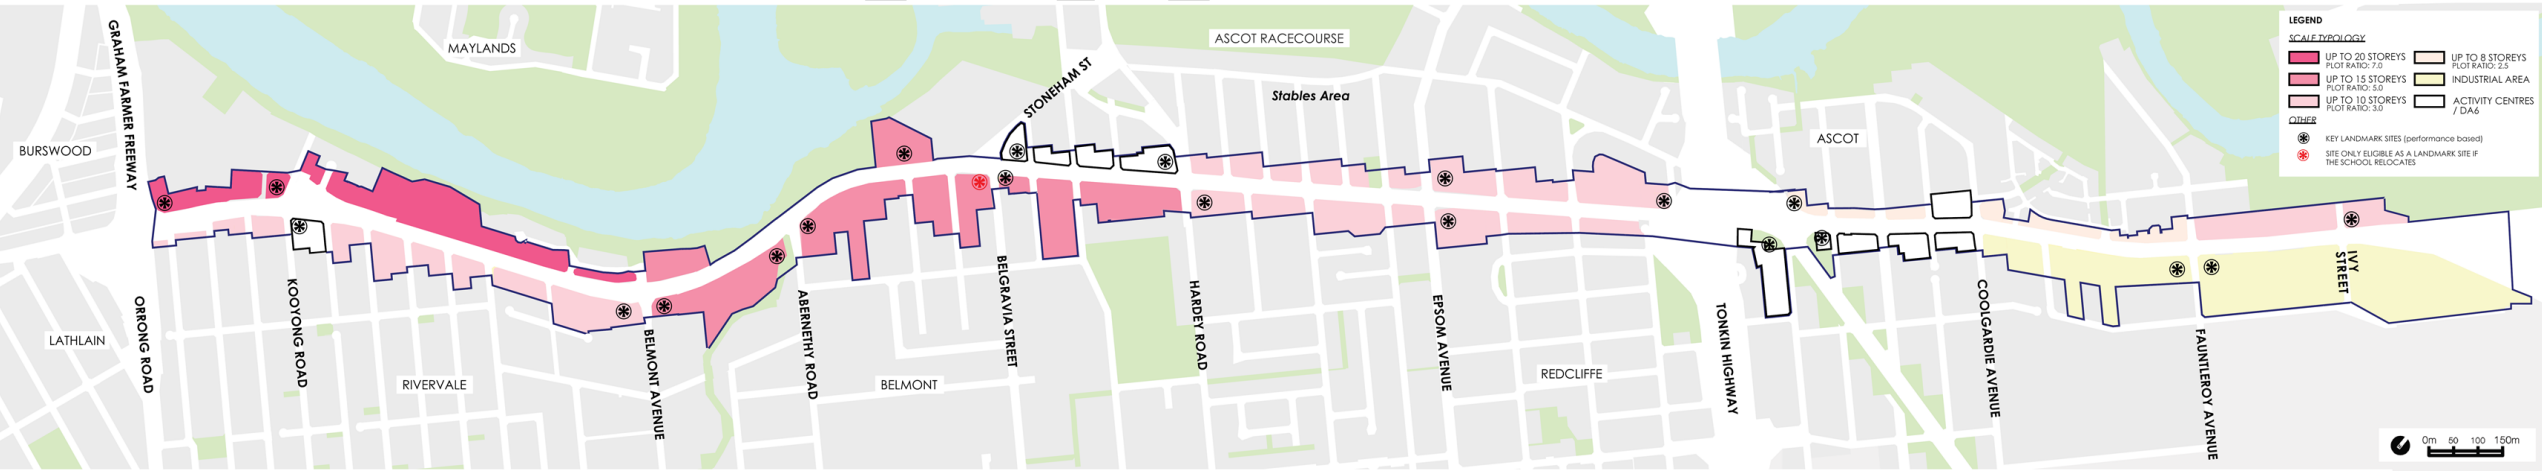 GRAHAM FARMER FREEWAY
MAYLANDS
BURSWOOD
LATHLAIN
ORRONG ROAD
KOOYONG ROAD
RIVERVALE
BELMONT AVENUE
ABERNETHY ROAD
BELMONT
BELGRAVIA STREET
STONEHAM ST
ASCOT RACECOURSE
Stables Area
HARDEY ROAD
EPSOM AVENUE
REDCLIFFE
TONKIN HIGHWAY
ASCOT
COOLGARDIE AVENUE
FAUNTLEROY AVENUE
IVY
STREET
LEGEND
SCALE TYPOLOGY
UP TO 20 STOREYS
PLOT RATIO: 7.0
UP TO 15 STOREYS
PLOT RATIO: 5.0
UP TO 10 STOREYS
PLOT RATIO: 3.0
UP TO 8 STOREYS
PLOT RATIO: 2.5
INDUSTRIAL AREA
ACTIVITY CENTRES
/ DA6
OTHER
KEY LANDMARK SITES (performance based)
SITE ONLY ELIGIBLE AS A LANDMARK SITE IF
THE SCHOOL RELOCATES
0m 50 100 150m